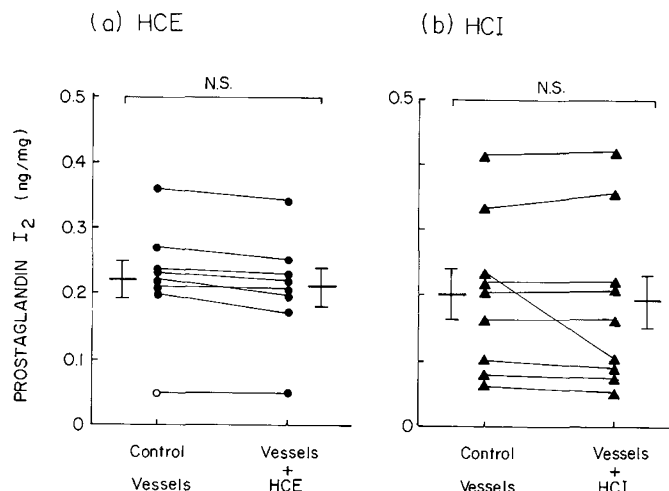 (a) HCE
(b) HCI
N.S.
N.S.
0.5
0.4
0.3
0.2
0.1
0
0.5
0
PROSTAGLANDIN I2 (ng/mg)
Control
Vessels
Vessels
+
HCE
Control
Vessels
Vessels
+
HCI